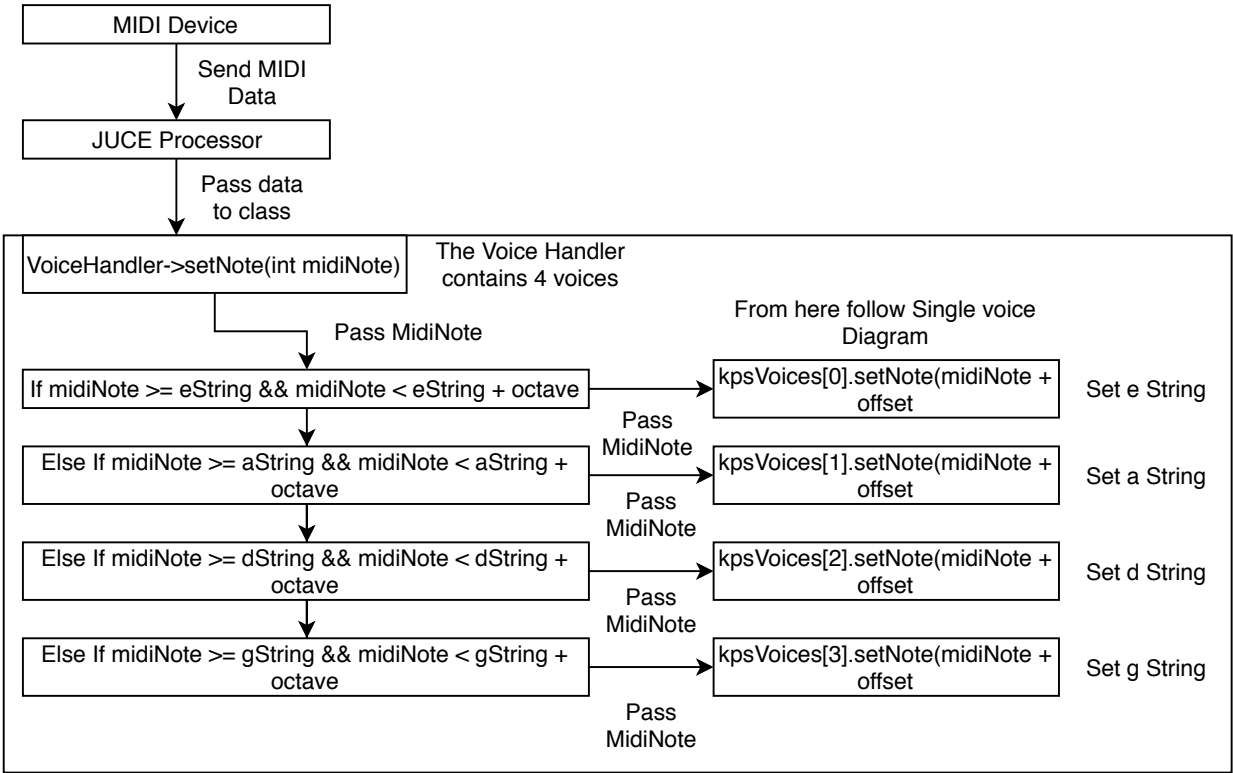 MIDI Device
Send MIDI
Data
JUCE Processor
Pass data
to class
VoiceHandler->setNote(int midiNote)
The Voice Handler
contains 4 voices
Pass MidiNote
From here follow Single voice
Diagram
If midiNote >= eString && midiNote < eString + octave
kpsVoices[0].setNote(midiNote +
offset
Set e String
Pass
MidiNote
Else If midiNote >= aString && midiNote < aString +
octave
kpsVoices[1].setNote(midiNote +
offset
Set a String
Pass
MidiNote
Else If midiNote >= dString && midiNote < dString +
octave
kpsVoices[2].setNote(midiNote +
offset
Set d String
Pass
MidiNote
Else If midiNote >= gString && midiNote < gString +
octave
kpsVoices[3].setNote(midiNote +
offset
Set g String
Pass
MidiNote